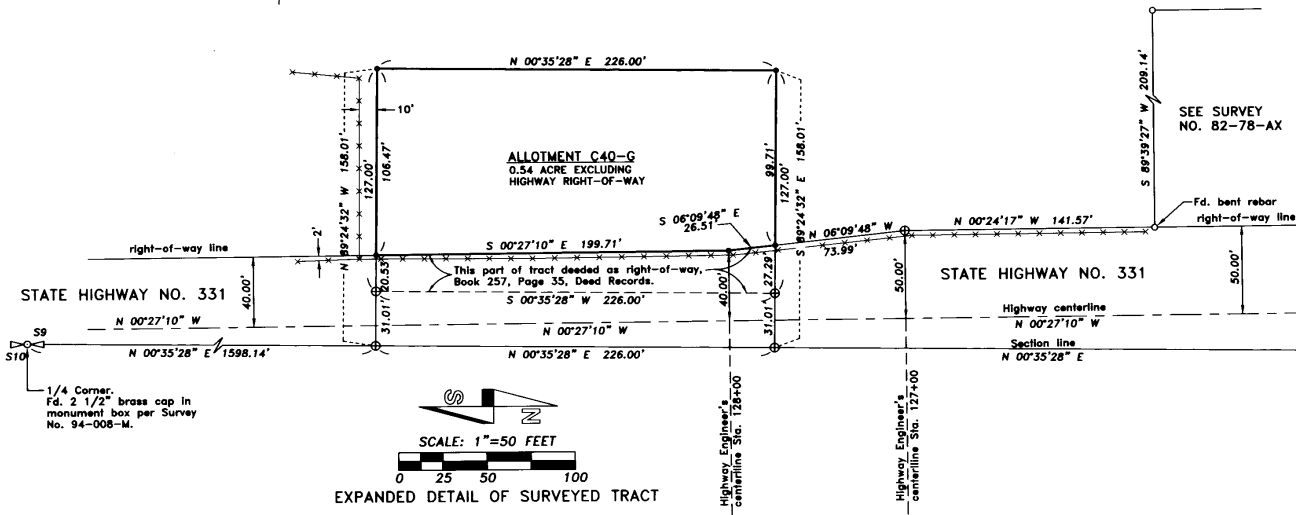 N 00°35'28" E 226.00'
10'
N 89°24'32" W 158.01'
127.00'
106.47'
ALLOTMENT C40-G
0.54 ACRE EXCLUDING
HIGHWAY RIGHT-OF-WAY
99.71'
127.00'
S 89°24'32" E 158.01'
S 89°39'27" W 209.14'
SEE SURVEY
NO. 82-78-AX
Fd. bent rebar
right-of-way line
right-of-way line
2'
S 06°09'48" E
26.51'
S 00°27'10" E 199.71'
N 06°09'48" W
73.99'
N 00°24'17" W 141.57'
This part of tract deeded as right-of-way,
Book 257, Page 35, Deed Records.
20.53'
27.29'
S 00°35'28" W 226.00'
STATE HIGHWAY NO. 331
40.00'
31.01'
40.00'
31.01'
50.00'
STATE HIGHWAY NO. 331
50.00'
Highway centerline
N 00°27'10" W
N 00°27'10" W
N 00°27'10" W
S9
S10
N 00°35'28" E 1598.14'
N 00°35'28" E 226.00'
Section line
N 00°35'28" E
1/4 Corner.
Fd. 2 1/2" brass cap in
monument box per Survey
No. 94-008-M.
S
N
SCALE: 1"=50 FEET
0 25 50 100
EXPANDED DETAIL OF SURVEYED TRACT
Highway Engineer's
centerline Sta. 128+00
Highway Engineer's
centerline Sta. 127+00